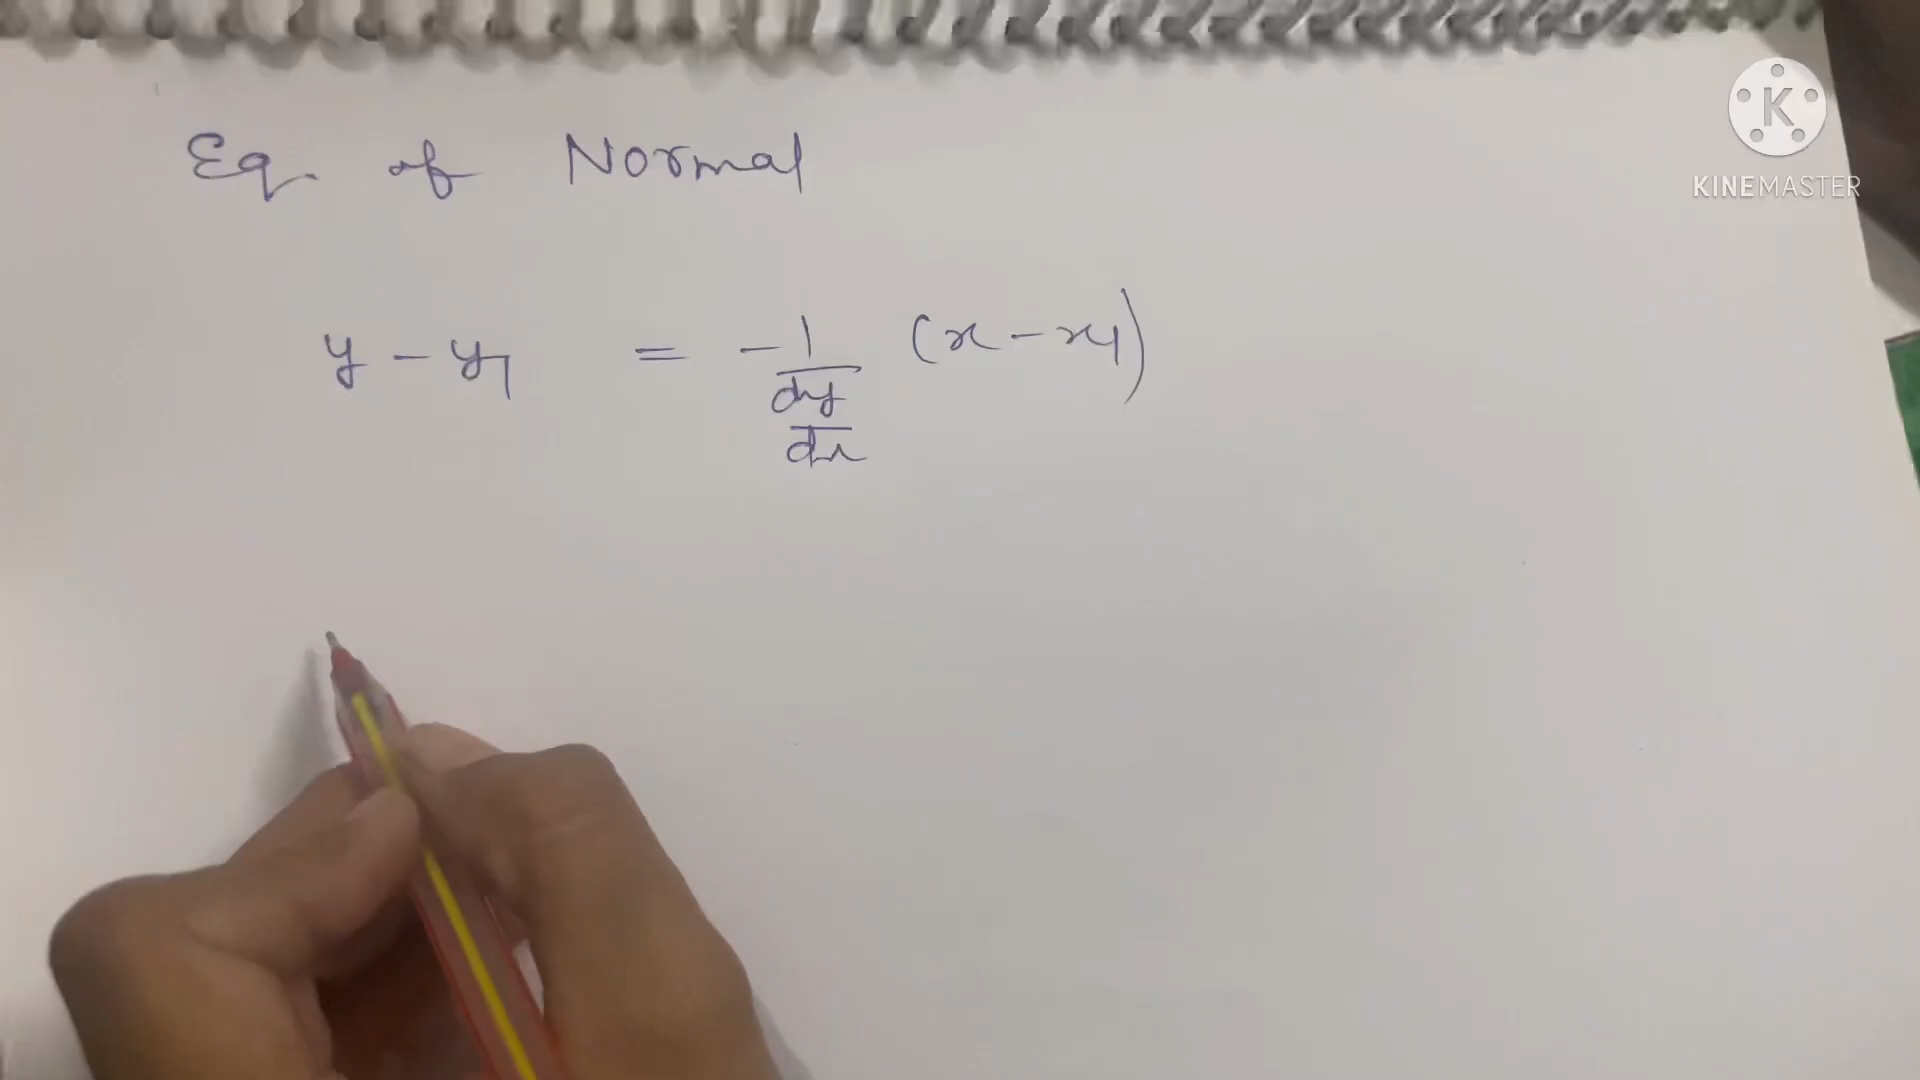 Eq. of Normal
y - y1 = -1/(dy/dx) (x - x1)
K
KINEMASTER